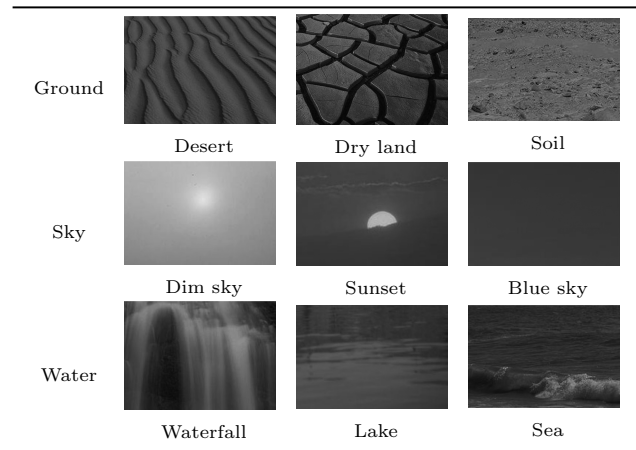 Ground
Desert Dry land Soil
Sky
Dim sky Sunset Blue sky
Water
Waterfall Lake Sea